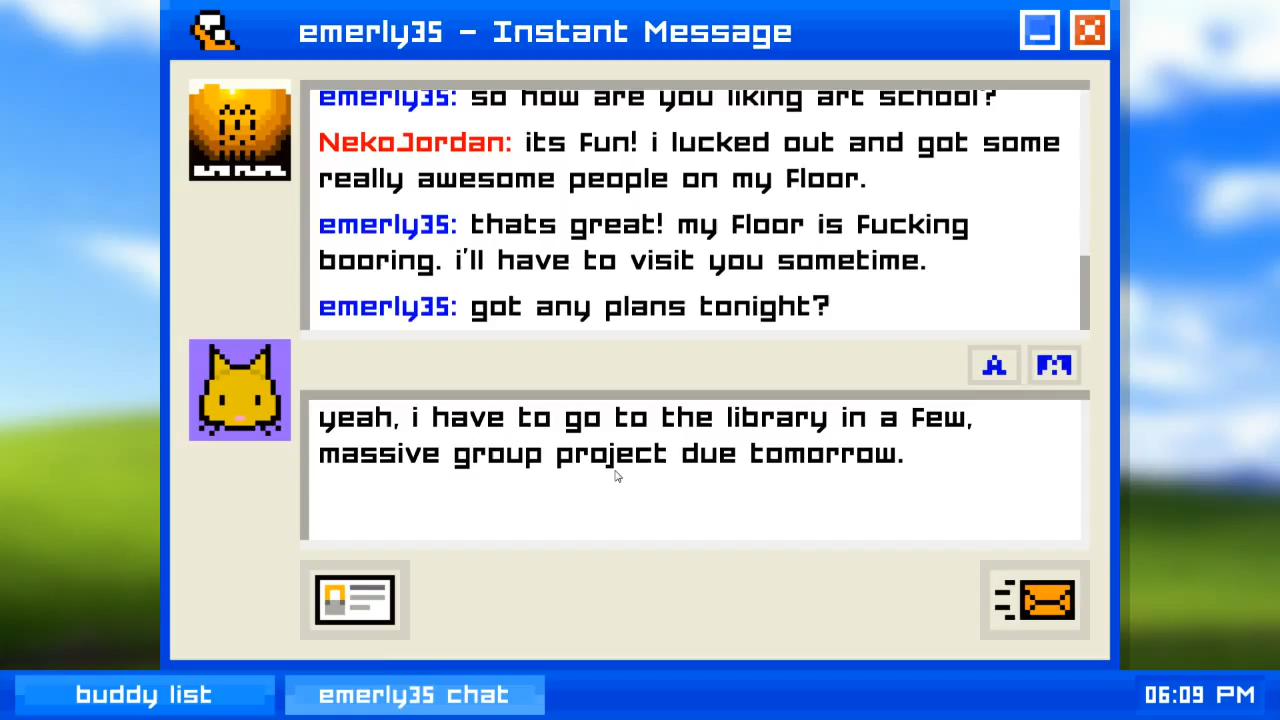 emerly35 - Instant Message
emerly35: so how are you liking art school?
NekoJordan: its fun! i lucked out and got some
really awesome people on my floor.
emerly35: thats great! my floor is fucking
booring. i'll have to visit you sometime.
emerly35: got any plans tonight?
A
yeah, i have to go to the library in a few,
massive group project due tomorrow.
buddy list
emerly35 chat
06:09 PM